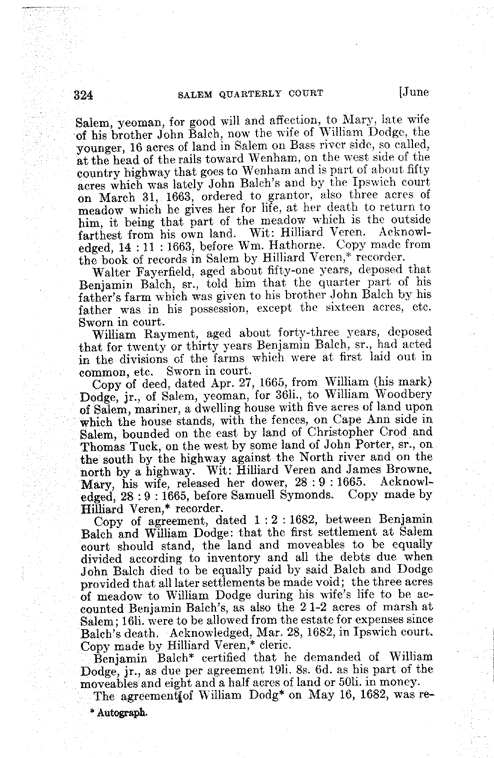 324 SALEM QUARTERLY COURT [June
Salem, yeoman, for good will and affection, to Mary, late wife
of his brother John Balch, now the wife of William Dodge, the
younger, 16 acres of land in Salem on Bass river side, so called,
at the head of the rails toward Wenham, on the west side of the
country highway that goes to Wenham and is part of about fifty
acres which was lately John Balch's and by the Ipswich court
on March 31, 1663, ordered to grantor, also three acres of
meadow which he gives her for life, at her death to return to
him, it being that part of the meadow which is the outside
farthest from his own land. Wit: Hilliard Veren. Acknowl-
edged, 14 : 11 : 1663, before Wm. Hathorne. Copy made from
the book of records in Salem by Hilliard Veren,* recorder.
Walter Fayerfield, aged about fifty-one years, deposed that
Benjamin Balch, sr., told him that the quarter part of his
father's farm which was given to his brother John Balch by his
father was in his possession, except the sixteen acres, etc.
Sworn in court.
William Rayment, aged about forty-three years, deposed
that for twenty or thirty years Benjamin Balch, sr., had acted
in the divisions of the farms which were at first laid out in
common, etc. Sworn in court.
Copy of deed, dated Apr. 27, 1665, from William (his mark)
Dodge, jr., of Salem, yeoman, for 36li., to William Woodbery
of Salem, mariner, a dwelling house with five acres of land upon
which the house stands, with the fences, on Cape Ann side in
Salem, bounded on the east by land of Christopher Crod and
Thomas Tuck, on the west by some land of John Porter, sr., on
the south by the highway against the North river and on the
north by a highway. Wit: Hilliard Veren and James Browne.
Mary, his wife, released her dower, 28 : 9 : 1665. Acknowl-
edged, 28 : 9 : 1665, before Samuell Symonds. Copy made by
Hilliard Veren,* recorder.
Copy of agreement, dated 1 : 2 : 1682, between Benjamin
Balch and William Dodge: that the first settlement at Salem
court should stand, the land and moveables to be equally
divided according to inventory and all the debts due when
John Balch died to be equally paid by said Balch and Dodge
provided that all later settlements be made void; the three acres
of meadow to William Dodge during his wife's life to be ac-
counted Benjamin Balch's, as also the 2 1-2 acres of marsh at
Salem; 16li. were to be allowed from the estate for expenses since
Balch's death. Acknowledged, Mar. 28, 1682, in Ipswich court.
Copy made by Hilliard Veren,* cleric.
Benjamin Balch* certified that he demanded of William
Dodge, jr., as due per agreement 19li. 8s. 6d. as his part of the
moveables and eight and a half acres of land or 50li. in money.
The agreement of William Dodg* on May 16, 1682, was re-
* Autograph.